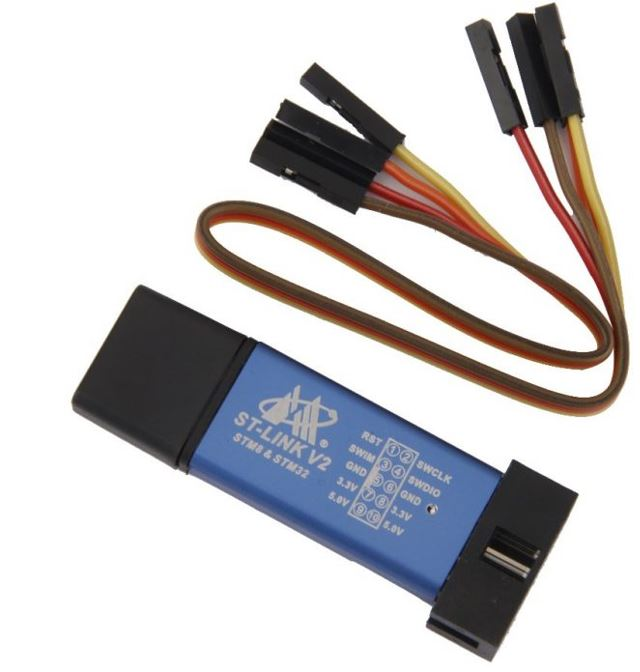 ®
ST-LINK V2
STM8 & STM32
RST 1 2 SWCLK
SWIM 3 4 SWDIO
GND 5 6 GND
3.3V 7 8 3.3V
5.0V 9 10 5.0V